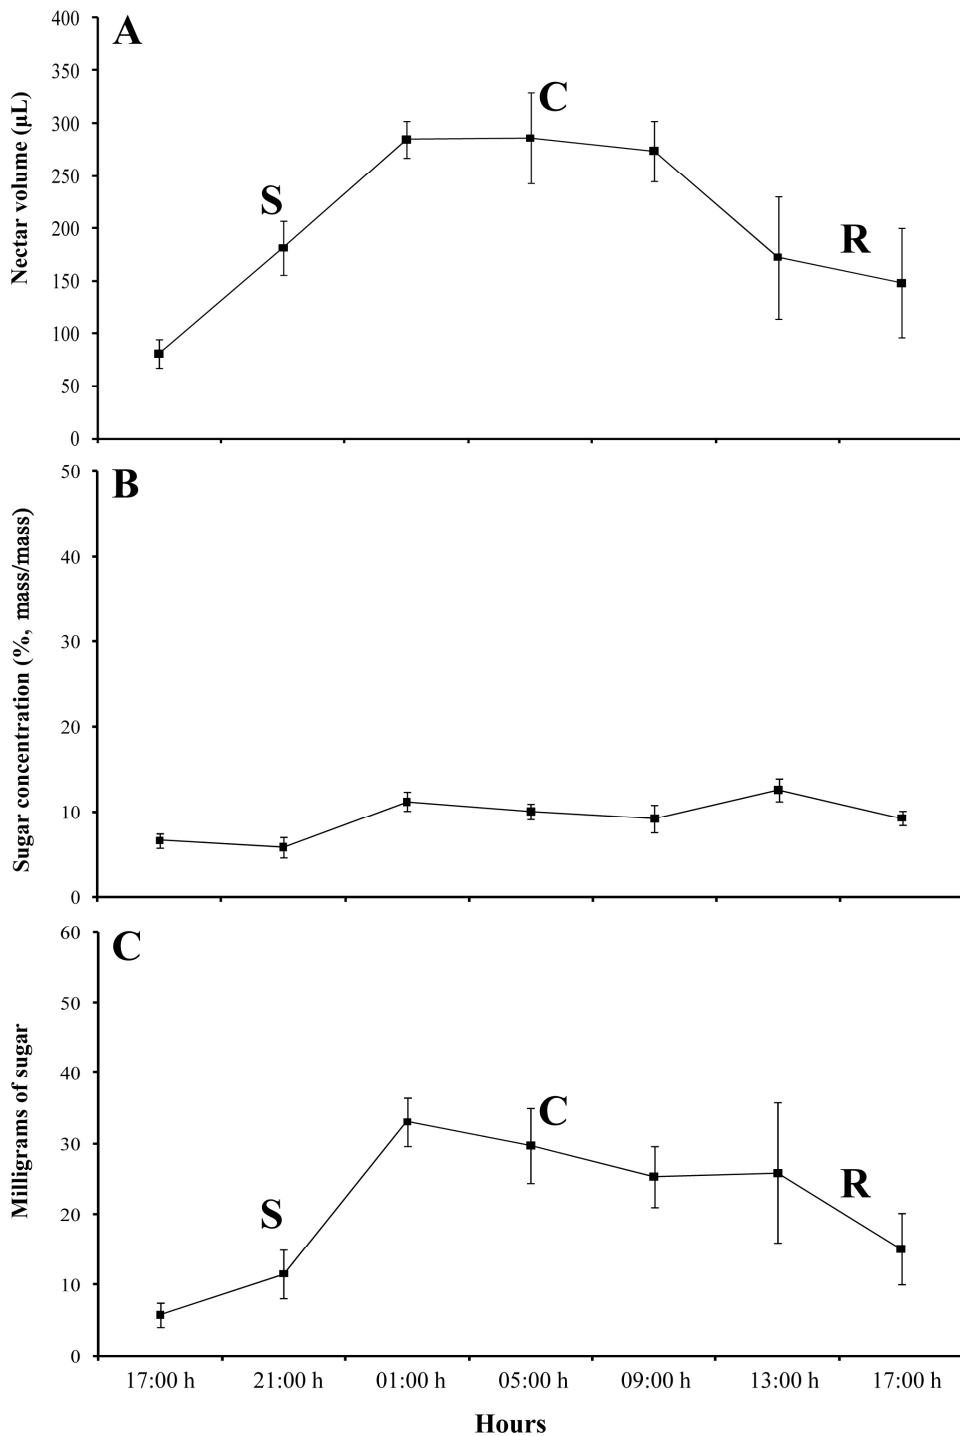 A
Nectar volume (µL)
400
350
300
250
200
150
100
50
0
S
C
R
B
Sugar concentration (%, mass/mass)
50
40
30
20
10
0
C
Milligrams of sugar
60
50
40
30
20
10
0
S
C
R
17:00 h 21:00 h 01:00 h 05:00 h 09:00 h 13:00 h 17:00 h
Hours